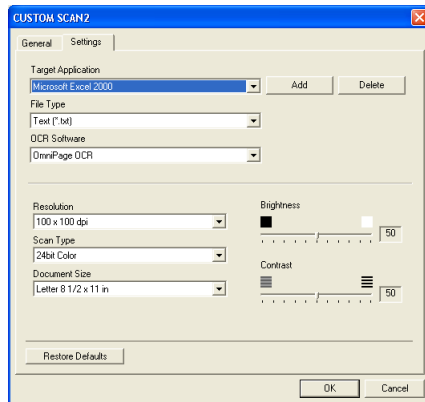 CUSTOM SCAN2
General Settings
Target Application
Microsoft Excel 2000 Add Delete
File Type
Text (*.txt)
OCR Software
OmniPage OCR
Resolution Brightness
100 x 100 dpi
50
Scan Type
24bit Color
Contrast
Document Size
Letter 8 1/2 x 11 in
50
Restore Defaults
OK Cancel